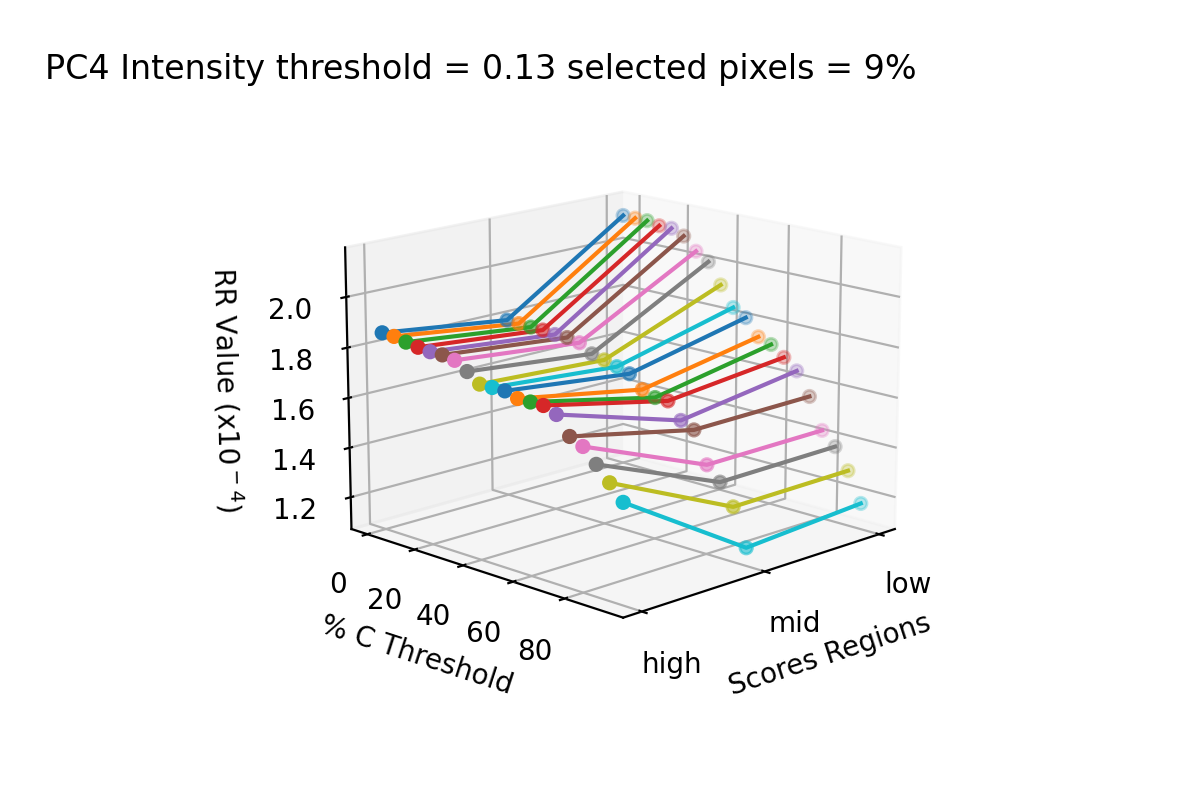 PC4 Intensity threshold = 0.13 selected pixels = 9%
RR Value (x10⁻⁴)
2.0
1.8
1.6
1.4
1.2
0
20
40
60
80
% C Threshold
high
mid
low
Scores Regions